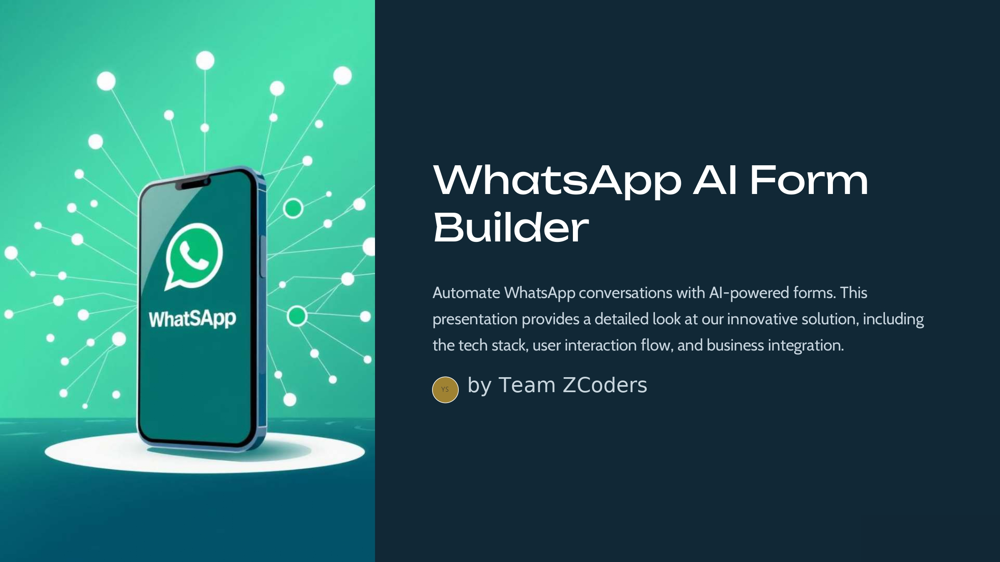 WhatSApp
WhatsApp AI Form
Builder
Automate WhatsApp conversations with AI-powered forms. This
presentation provides a detailed look at our innovative solution, including
the tech stack, user interaction flow, and business integration.
YS
by Team ZCoders